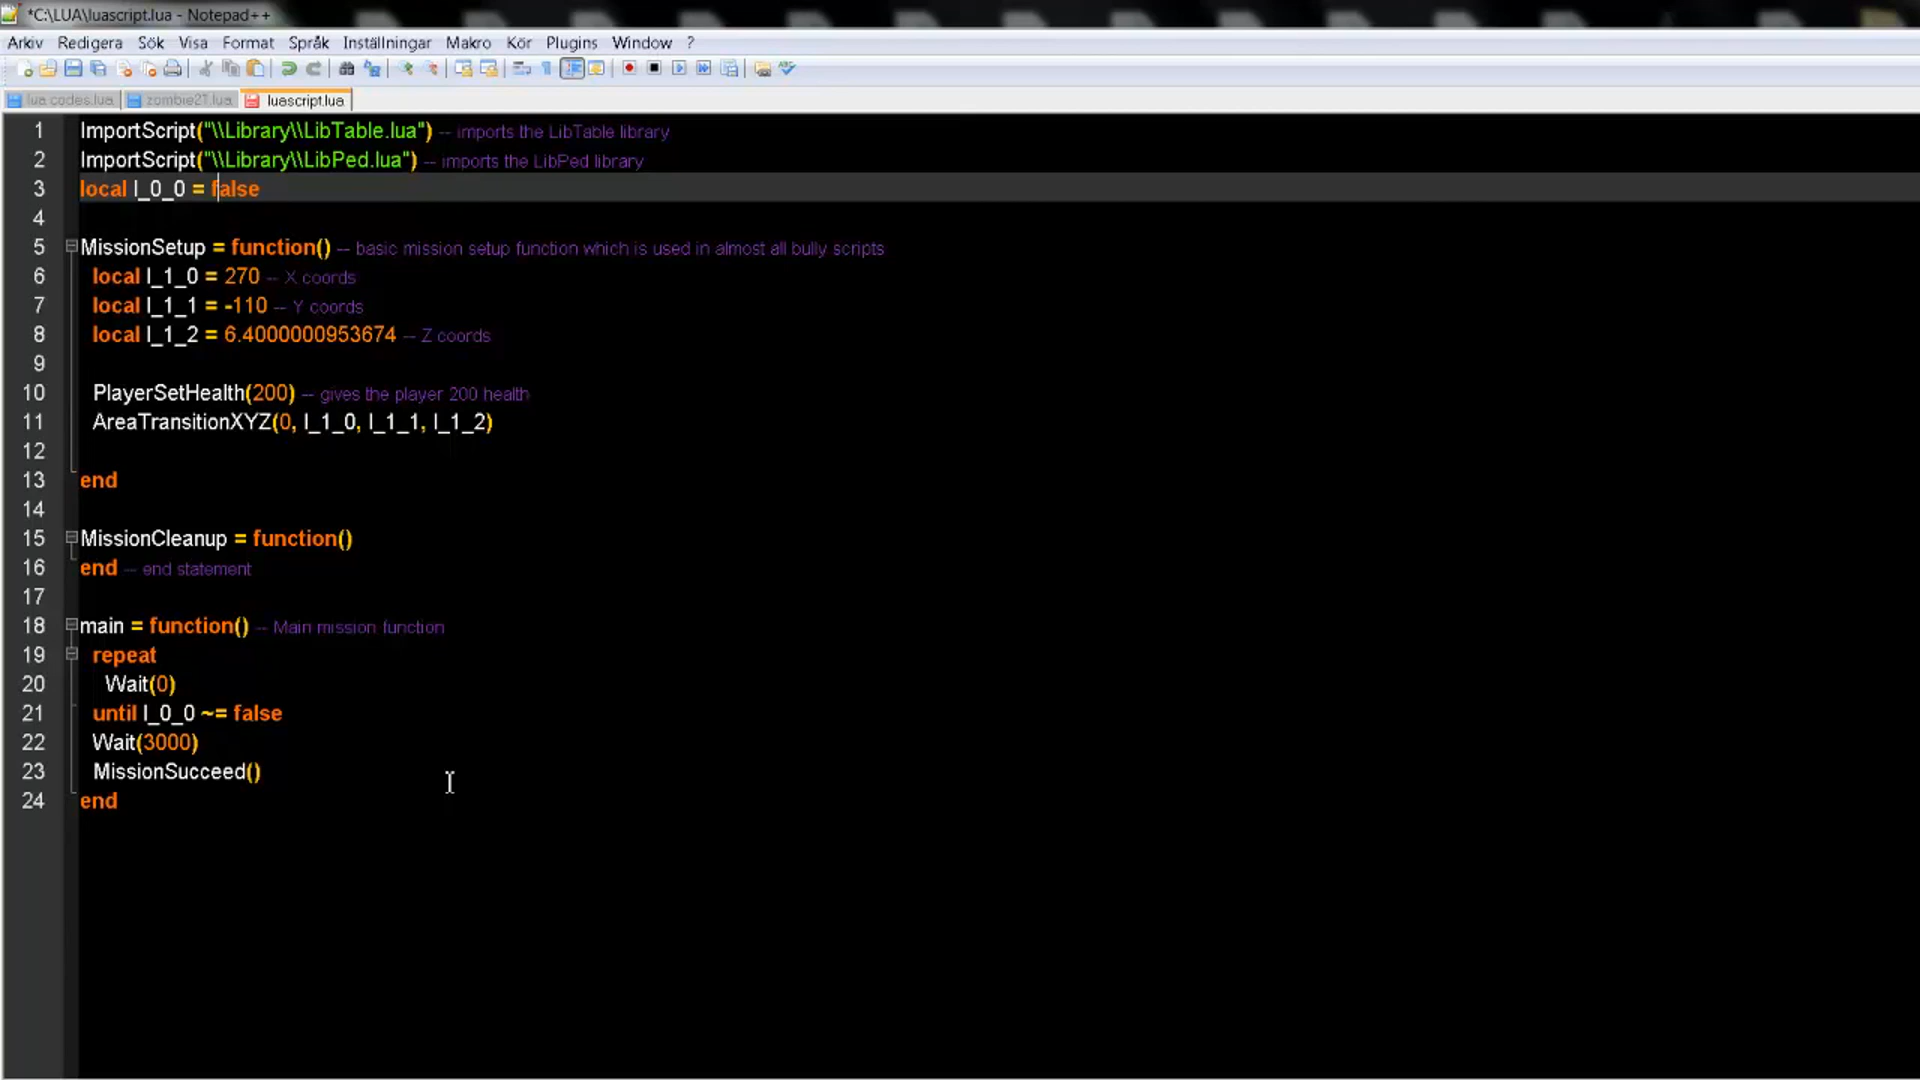 *C:\LUA\luascript.lua - Notepad++
Arkiv Redigera Sök Visa Format Språk Inställningar Makro Kör Plugins Window ?
lua codes.lua zombie21.lua luascript.lua
1 ImportScript("\\Library\\LibTable.lua") -- imports the LibTable library
2 ImportScript("\\Library\\LibPed.lua") -- imports the LibPed library
3 local l_0_0 = false
4
5 MissionSetup = function() -- basic mission setup function which is used in almost all bully scripts
6 local l_1_0 = 270 -- X coords
7 local l_1_1 = -110 -- Y coords
8 local l_1_2 = 6.4000000953674 -- Z coords
9
10 PlayerSetHealth(200) -- gives the player 200 health
11 AreaTransitionXYZ(0, l_1_0, l_1_1, l_1_2)
12
13 end
14
15 MissionCleanup = function()
16 end -- end statement
17
18 main = function() -- Main mission function
19 repeat
20 Wait(0)
21 until l_0_0 ~= false
22 Wait(3000)
23 MissionSucceed()
24 end